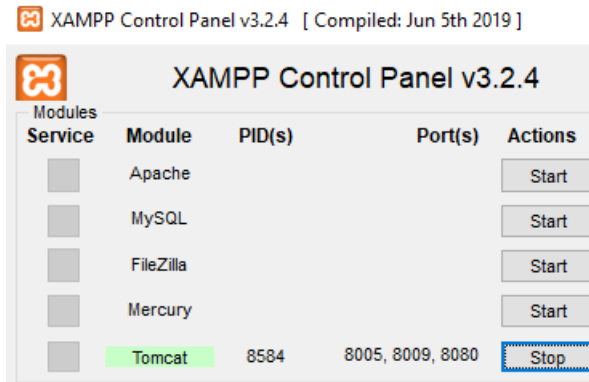 XAMPP Control Panel v3.2.4 [ Compiled: Jun 5th 2019 ]
XAMPP Control Panel v3.2.4
Modules
Service Module PID(s) Port(s) Actions
Apache Start
MySQL Start
FileZilla Start
Mercury Start
Tomcat 8584 8005, 8009, 8080 Stop